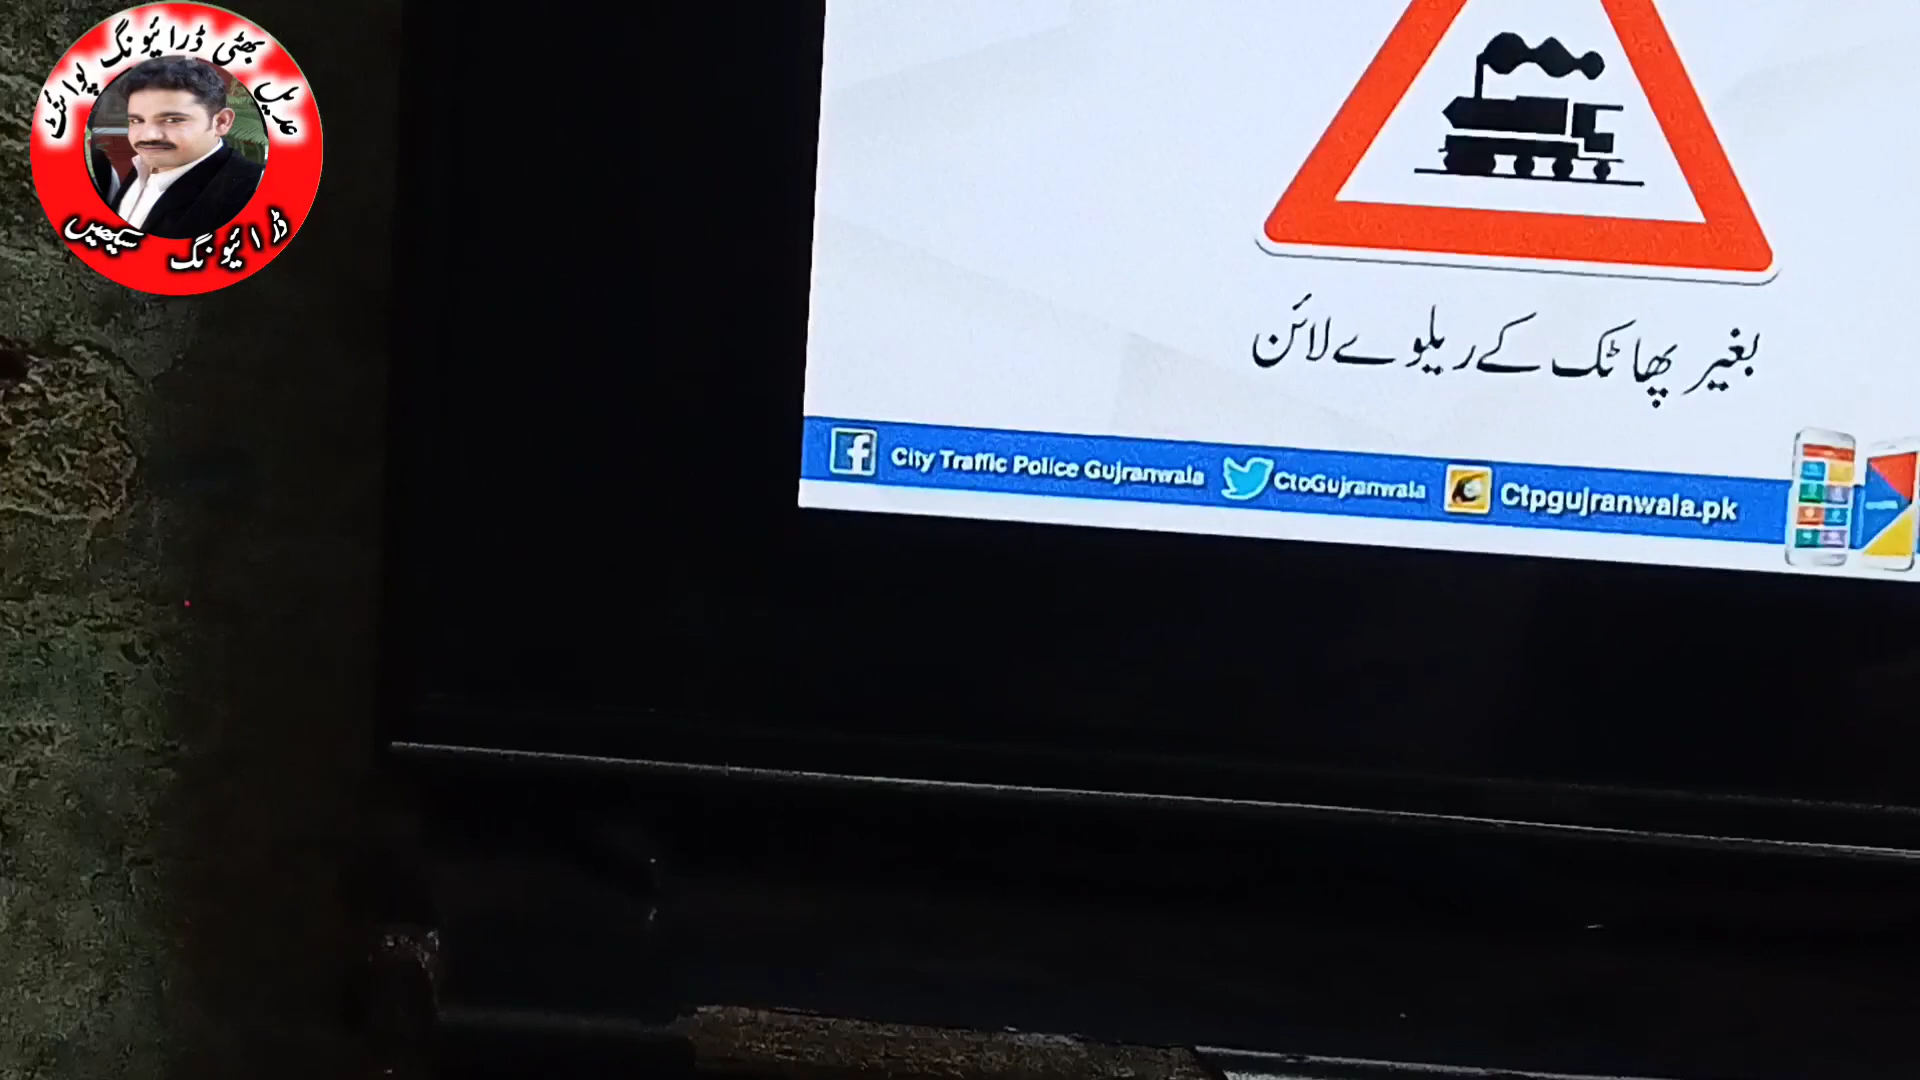 عدیل بھٹی ڈرائیونگ پوائنٹ
ڈرائیونگ سیکھیں
بغیر پھاٹک کے ریلوے لائن
City Traffic Police Gujranwala
CtoGujranwala
Ctpgujranwala.pk